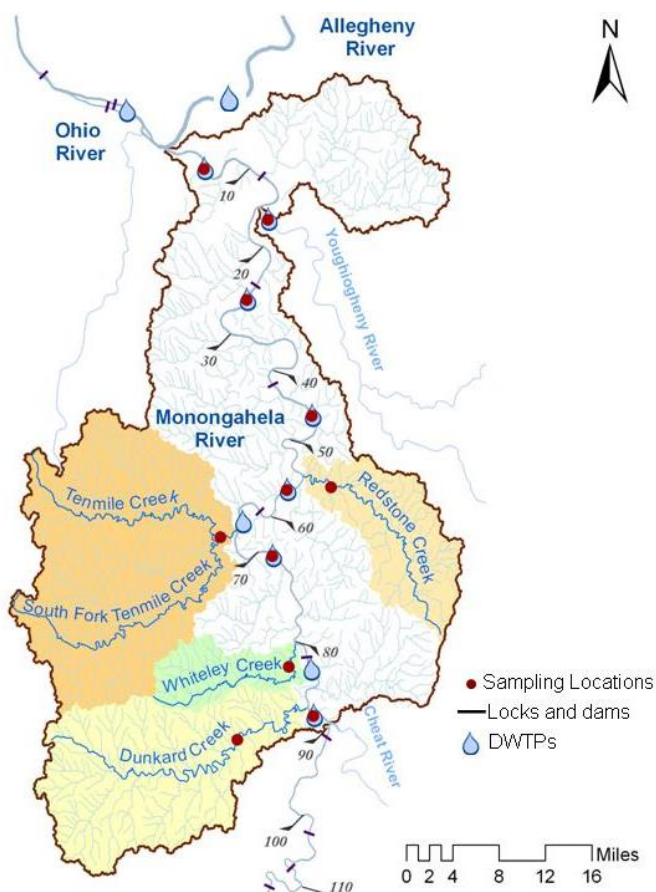 Allegheny
River
N
Ohio
River
10
20
Youghiogheny River
30
40
Monongahela
River
50
Tenmile Creek
Redstone Creek
60
70
South Fork Tenmile Creek
80
Whiteley Creek
Sampling Locations
Locks and dams
DWTPs
Dunkard Creek
Cheat River
90
100
Miles
0 2 4 8 12 16
110